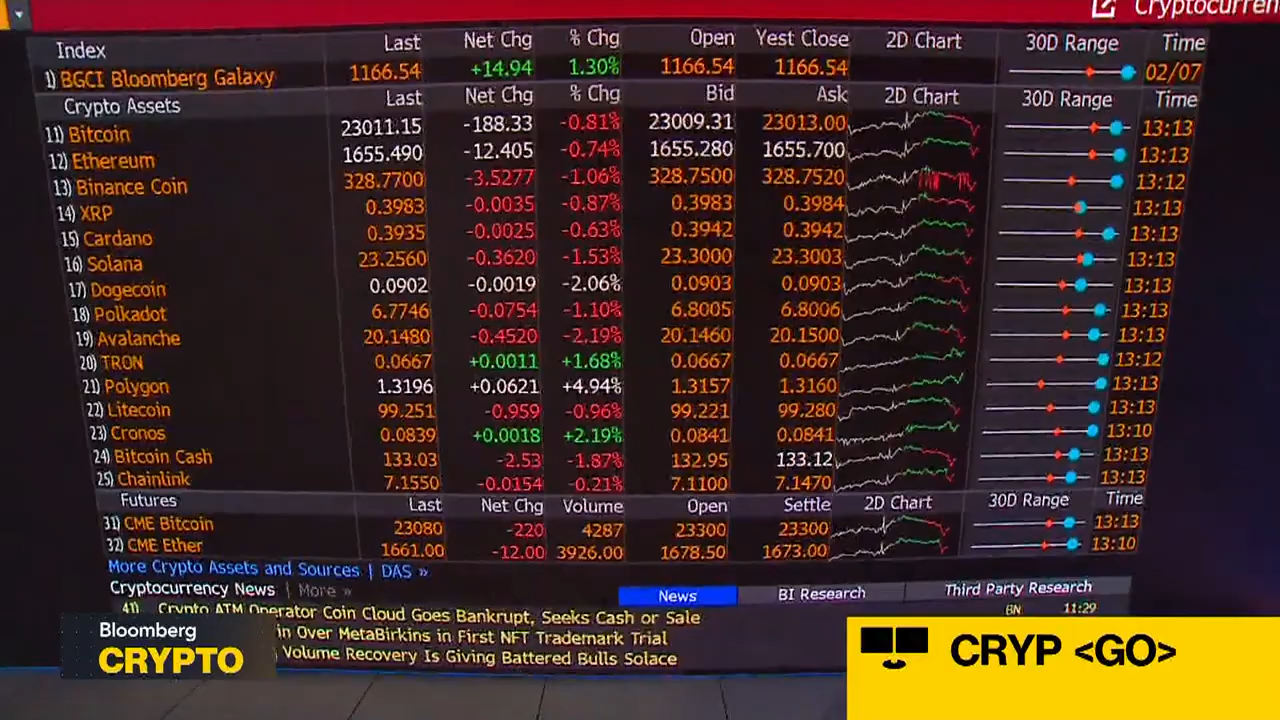 Cryptocurren
Index Last Net Chg % Chg Open Yest Close 2D Chart 30D Range Time
1) BGCI Bloomberg Galaxy 1166.54 +14.94 1.30% 1166.54 1166.54 02/07
Crypto Assets Last Net Chg % Chg Bid Ask 2D Chart 30D Range Time
11) Bitcoin 23011.15 -188.33 -0.81% 23009.31 23013.00 13:13
12) Ethereum 1655.490 -12.405 -0.74% 1655.280 1655.700 13:13
13) Binance Coin 328.7700 -3.5277 -1.06% 328.7500 328.7520 13:12
14) XRP 0.3983 -0.0035 -0.87% 0.3983 0.3984 13:13
15) Cardano 0.3935 -0.0025 -0.63% 0.3942 0.3942 13:13
16) Solana 23.2560 -0.3620 -1.53% 23.3000 23.3003 13:13
17) Dogecoin 0.0902 -0.0019 -2.06% 0.0903 0.0903 13:13
18) Polkadot 6.7746 -0.0754 -1.10% 6.8005 6.8006 13:13
19) Avalanche 20.1480 -0.4520 -2.19% 20.1460 20.1500 13:13
20) TRON 0.0667 +0.0011 +1.68% 0.0667 0.0667 13:12
21) Polygon 1.3196 +0.0621 +4.94% 1.3157 1.3160 13:13
22) Litecoin 99.251 -0.959 -0.96% 99.221 99.280 13:13
23) Cronos 0.0839 +0.0018 +2.19% 0.0841 0.0841 13:10
24) Bitcoin Cash 133.03 -2.53 -1.87% 132.95 133.12 13:13
25) Chainlink 7.1550 -0.0154 -0.21% 7.1100 7.1470 13:13
Futures Last Net Chg Volume Open Settle 2D Chart 30D Range Time
31) CME Bitcoin 23080 -220 4287 23300 23300 13:13
32) CME Ether 1661.00 -12.00 3926.00 1678.50 1673.00 13:10
More Crypto Assets and Sources | DAS »
Cryptocurrency News | More » News BI Research Third Party Research
41) Crypto ATM Operator Coin Cloud Goes Bankrupt, Seeks Cash or Sale BN 11:29
in Over MetaBirkins in First NFT Trademark Trial
Volume Recovery Is Giving Battered Bulls Solace
Bloomberg
CRYPTO
CRYP <GO>